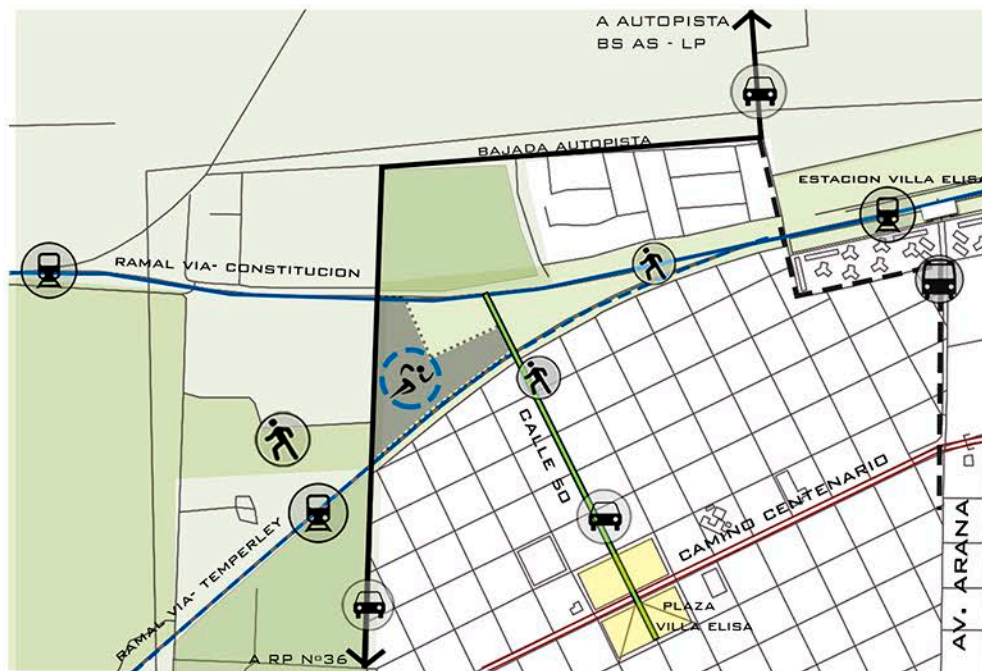 A AUTOPISTA
BS AS - LP
BAJADA AUTOPISTA
ESTACION VILLA ELISA
RAMAL VIA- CONSTITUCION
CALLE 50
CAMINO CENTENARIO
RAMAL VIA- TEMPERLEY
PLAZA
VILLA ELISA
AV. ARANA
A RP Nº36